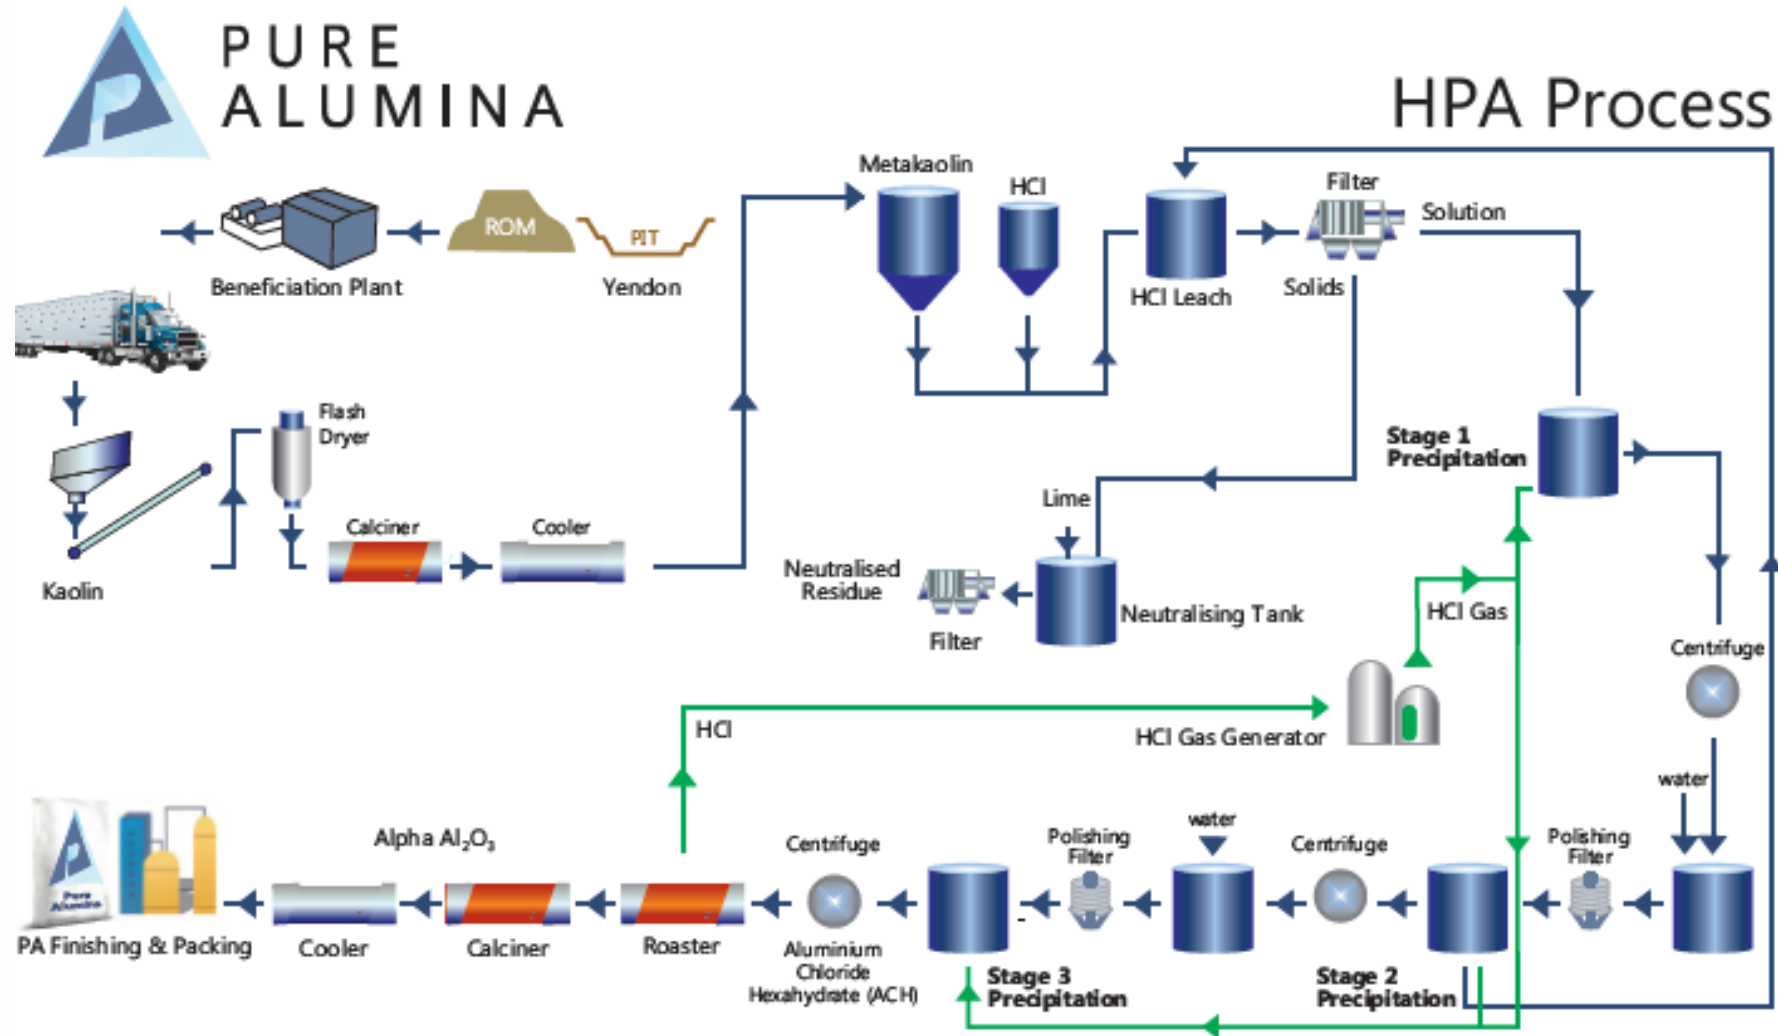 PURE
ALUMINA
HPA Process
Metakaolin
HCl
Filter
Solution
ROM
PIT
Beneficiation Plant
Yendon
HCl Leach
Solids
Flash
Dryer
Stage 1
Precipitation
Calciner
Cooler
Lime
Kaolin
Neutralised
Residue
Filter
Neutralising Tank
HCl Gas
Centrifuge
HCl
HCl Gas Generator
water
Alpha Al₂O₃
Centrifuge
Polishing
Filter
water
Centrifuge
Polishing
Filter
Pure
Alumina
PA Finishing & Packing
Cooler
Calciner
Roaster
Aluminium
Chloride
Hexahydrate (ACH)
Stage 3
Precipitation
Stage 2
Precipitation